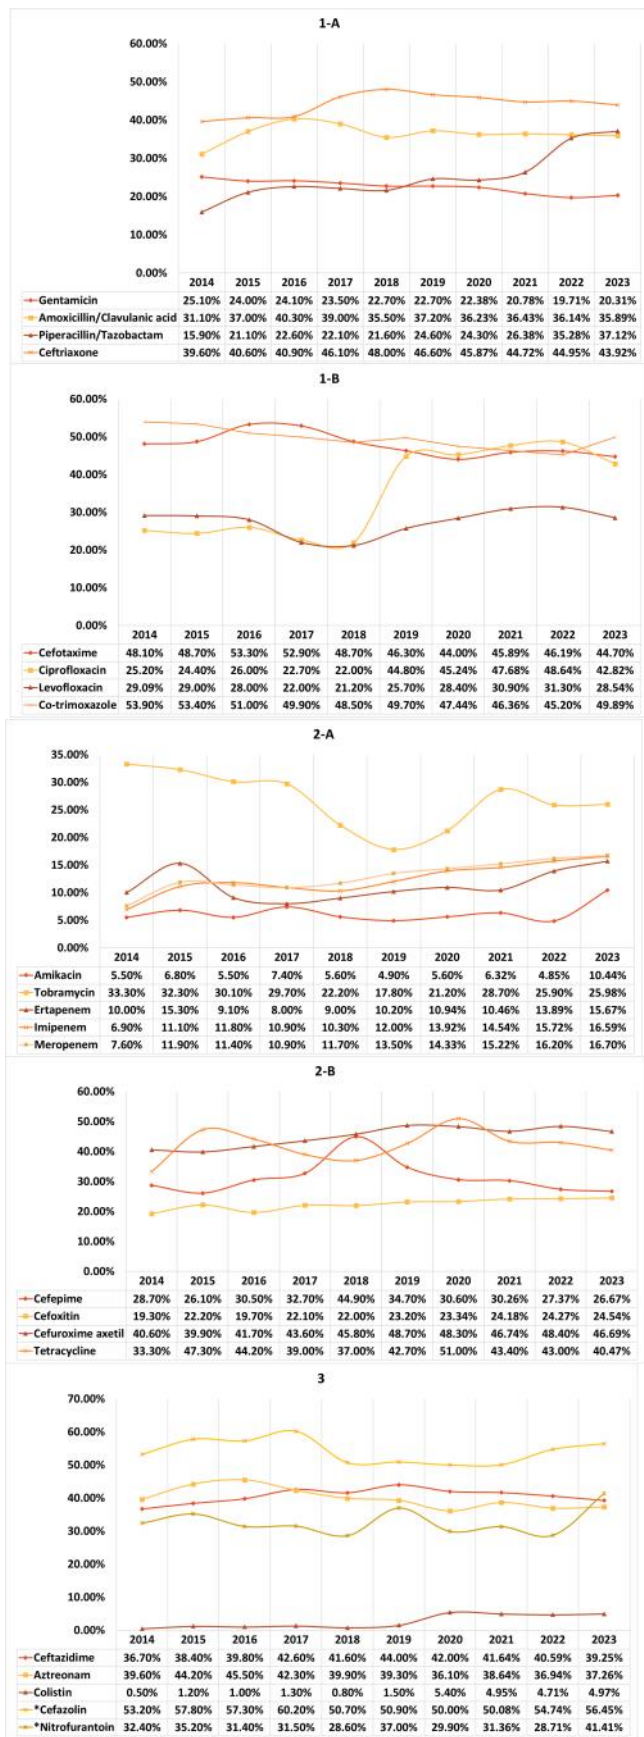 1-A
60.00%
50.00%
40.00%
30.00%
20.00%
10.00%
0.00%
2014 2015 2016 2017 2018 2019 2020 2021 2022 2023
Gentamicin 25.10% 24.00% 24.10% 23.50% 22.70% 22.70% 22.38% 20.78% 19.71% 20.31%
Amoxicillin/Clavulanic acid 31.10% 37.00% 40.30% 39.00% 35.50% 37.20% 36.23% 36.43% 36.14% 35.89%
Piperacillin/Tazobactam 15.90% 21.10% 22.60% 22.10% 21.60% 24.60% 24.30% 26.38% 35.28% 37.12%
Ceftriaxone 39.60% 40.60% 40.90% 46.10% 48.00% 46.60% 45.87% 44.72% 44.95% 43.92%
1-B
60.00%
50.00%
40.00%
30.00%
20.00%
10.00%
0.00%
2014 2015 2016 2017 2018 2019 2020 2021 2022 2023
Cefotaxime 48.10% 48.70% 53.30% 52.90% 48.70% 46.30% 44.00% 45.89% 46.19% 44.70%
Ciprofloxacin 25.20% 24.40% 26.00% 22.70% 22.00% 44.80% 45.24% 47.68% 48.64% 42.82%
Levofloxacin 29.09% 29.00% 28.00% 22.00% 21.20% 25.70% 28.40% 30.90% 31.30% 28.54%
Co-trimoxazole 53.90% 53.40% 51.00% 49.90% 48.50% 49.70% 47.44% 46.36% 45.20% 49.89%
2-A
35.00%
30.00%
25.00%
20.00%
15.00%
10.00%
5.00%
0.00%
2014 2015 2016 2017 2018 2019 2020 2021 2022 2023
Amikacin 5.50% 6.80% 5.50% 7.40% 5.60% 4.90% 5.60% 6.32% 4.85% 10.44%
Tobramycin 33.30% 32.30% 30.10% 29.70% 22.20% 17.80% 21.20% 28.70% 25.90% 25.98%
Ertapenem 10.00% 15.30% 9.10% 8.00% 9.00% 10.20% 10.94% 10.46% 13.89% 15.67%
Imipenem 6.90% 11.10% 11.80% 10.90% 10.30% 12.00% 13.92% 14.54% 15.72% 16.59%
Meropenem 7.60% 11.90% 11.40% 10.90% 11.70% 13.50% 14.33% 15.22% 16.20% 16.70%
2-B
60.00%
50.00%
40.00%
30.00%
20.00%
10.00%
0.00%
2014 2015 2016 2017 2018 2019 2020 2021 2022 2023
Cefepime 28.70% 26.10% 30.50% 32.70% 44.90% 34.70% 30.60% 30.26% 27.37% 26.67%
Cefoxitin 19.30% 22.20% 19.70% 22.10% 22.00% 23.20% 23.34% 24.18% 24.27% 24.54%
Cefuroxime axetil 40.60% 39.90% 41.70% 43.60% 45.80% 48.70% 48.30% 46.74% 48.40% 46.69%
Tetracycline 33.30% 47.30% 44.20% 39.00% 37.00% 42.70% 51.00% 43.40% 43.00% 40.47%
3
70.00%
60.00%
50.00%
40.00%
30.00%
20.00%
10.00%
0.00%
2014 2015 2016 2017 2018 2019 2020 2021 2022 2023
Ceftazidime 36.70% 38.40% 39.80% 42.60% 41.60% 44.00% 42.00% 41.64% 40.59% 39.25%
Aztreonam 39.60% 44.20% 45.50% 42.30% 39.90% 39.30% 36.10% 38.64% 36.94% 37.26%
Colistin 0.50% 1.20% 1.00% 1.30% 0.80% 1.50% 5.40% 4.95% 4.71% 4.97%
*Cefazolin 53.20% 57.80% 57.30% 60.20% 50.70% 50.90% 50.00% 50.08% 54.74% 56.45%
*Nitrofurantoin 32.40% 35.20% 31.40% 31.50% 28.60% 37.00% 29.90% 31.36% 28.71% 41.41%